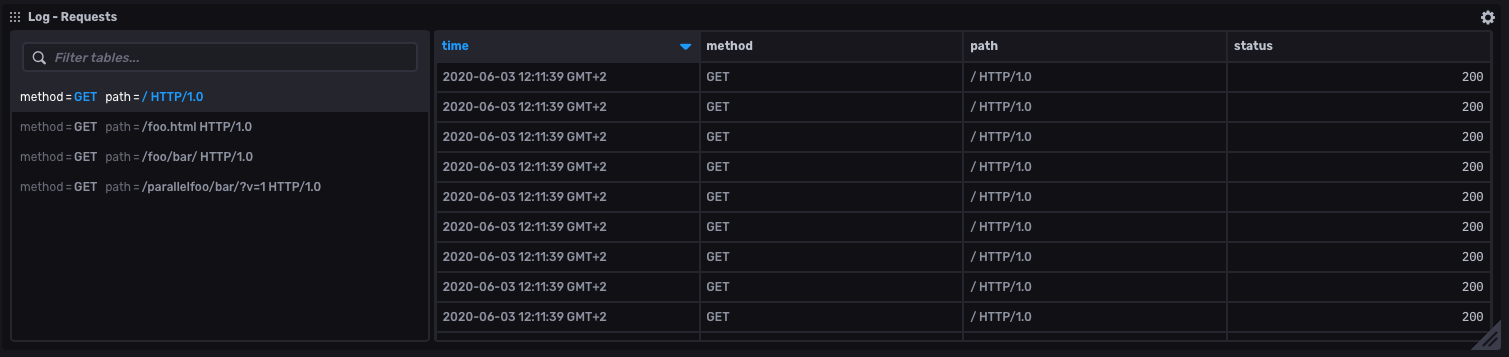 Log - Requests
Filter tables...
method = GET path = / HTTP/1.0
method = GET path = /foo.html HTTP/1.0
method = GET path = /foo/bar/ HTTP/1.0
method = GET path = /parallelfoo/bar/?v=1 HTTP/1.0
time method path status
2020-06-03 12:11:39 GMT+2 GET / HTTP/1.0 200
2020-06-03 12:11:39 GMT+2 GET / HTTP/1.0 200
2020-06-03 12:11:39 GMT+2 GET / HTTP/1.0 200
2020-06-03 12:11:39 GMT+2 GET / HTTP/1.0 200
2020-06-03 12:11:39 GMT+2 GET / HTTP/1.0 200
2020-06-03 12:11:39 GMT+2 GET / HTTP/1.0 200
2020-06-03 12:11:39 GMT+2 GET / HTTP/1.0 200
2020-06-03 12:11:39 GMT+2 GET / HTTP/1.0 200
2020-06-03 12:11:39 GMT+2 GET / HTTP/1.0 200